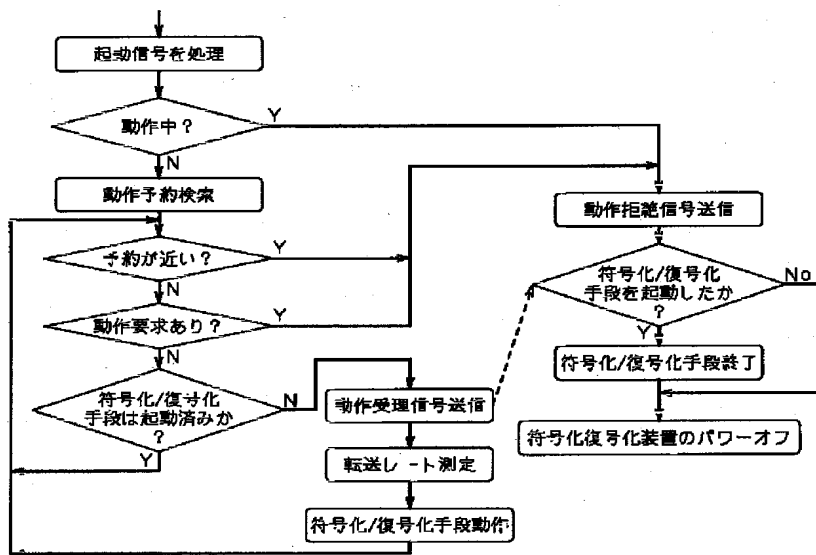 起動信号を処理
動作中？
Y
N
動作予約検索
予約が近い？
Y
N
動作要求あり？
Y
N
符号化/復号化
手段は起動済みか
？
N
Y
動作受理信号送信
転送レート測定
符号化/復号化手段動作
動作拒絶信号送信
符号化/復号化
手段を起動したか
？
No
Y
符号化/復号化手段終了
符号化復号化装置のパワーオフ